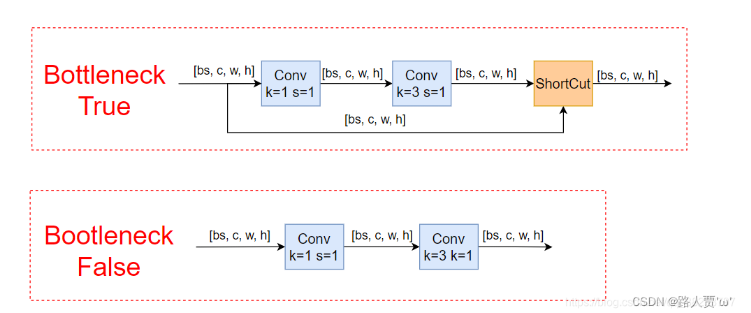 [bs, c, w, h]
Conv
k=1 s=1
[bs, c, w, h]
Conv
k=3 s=1
[bs, c, w, h]
ShortCut
[bs, c, w, h]
Bottleneck
True
[bs, c, w, h]
Bootleneck
False
[bs, c, w, h]
Conv
k=1 s=1
[bs, c, w, h]
Conv
k=3 k=1
[bs, c, w, h]
CSDN @路人贾'ω'